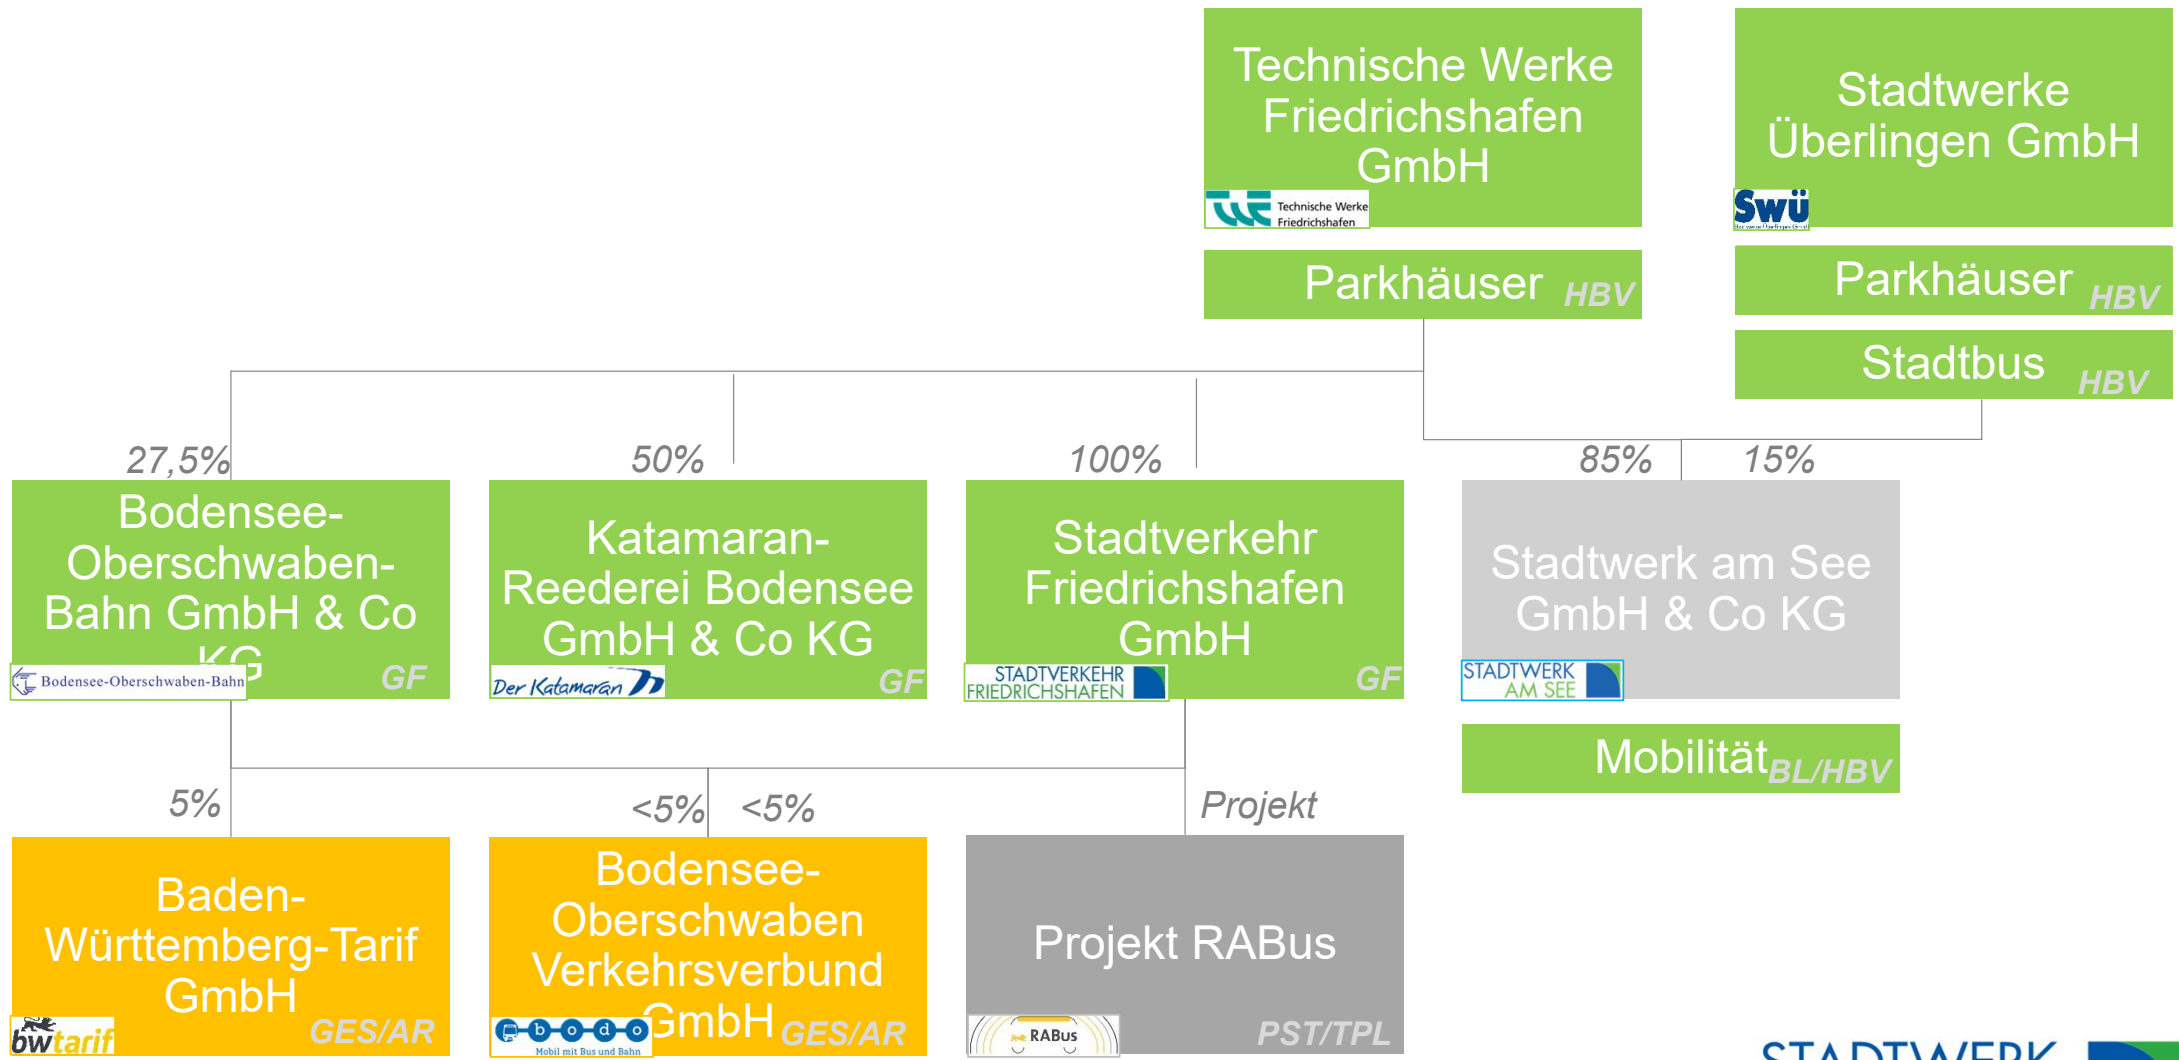 Technische Werke
Friedrichshafen
GmbH
Technische Werke
Friedrichshafen
Stadtwerke
Überlingen GmbH
Swü
Parkhäuser HBV
Parkhäuser HBV
Stadtbus HBV
27,5%
50%
100%
85%
15%
Bodensee-
Oberschwaben-
Bahn GmbH & Co
KG
Bodensee-Oberschwaben-Bahn
GF
Katamaran-
Reederei Bodensee
GmbH & Co KG
Der Katamaran
GF
Stadtverkehr
Friedrichshafen
GmbH
STADTVERKEHR
FRIEDRICHSHAFEN
GF
Stadtwerk am See
GmbH & Co KG
STADTWERK
AM SEE
Mobilität BL/HBV
5%
<5%
<5%
Projekt
Baden-
Württemberg-Tarif
GmbH
bwtarif
GES/AR
Bodensee-
Oberschwaben
Verkehrsverbund
GmbH
bodo
Mobil mit Bus und Bahn
GES/AR
Projekt RABus
RABus
PST/TPL
STADTWERK